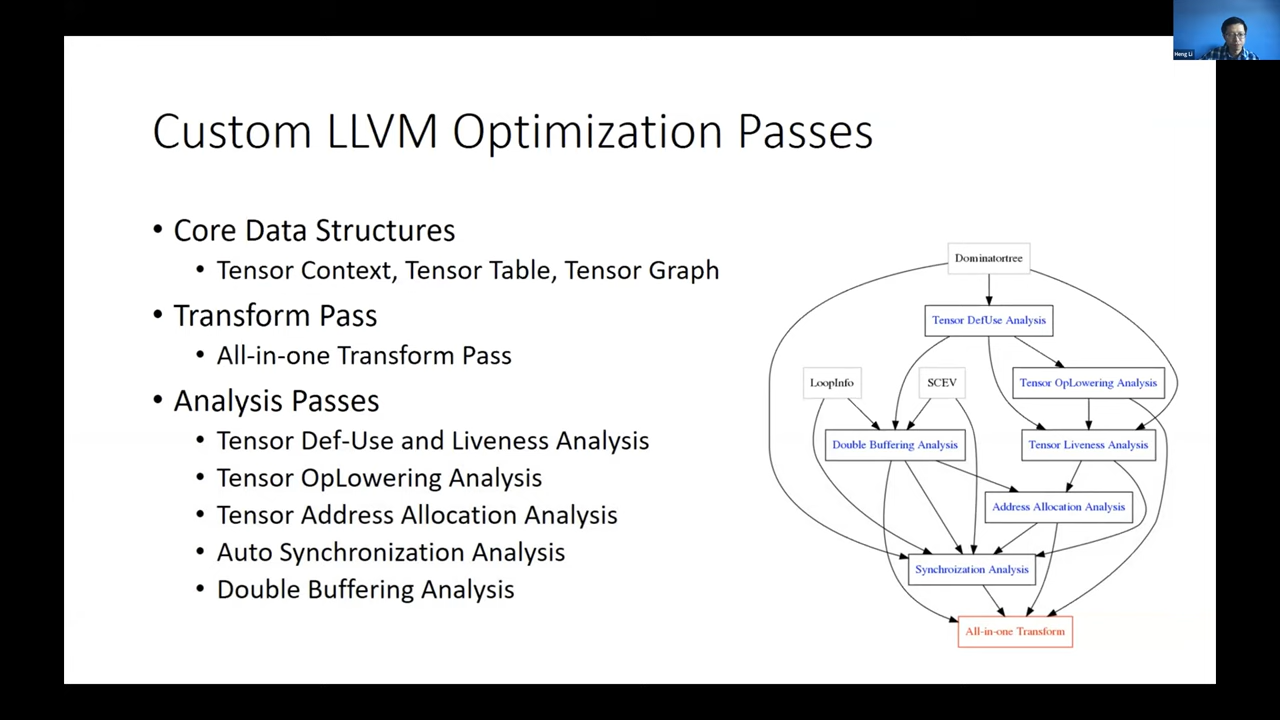 Heng Li
Custom LLVM Optimization Passes
• Core Data Structures
• Tensor Context, Tensor Table, Tensor Graph
• Transform Pass
• All-in-one Transform Pass
• Analysis Passes
• Tensor Def-Use and Liveness Analysis
• Tensor OpLowering Analysis
• Tensor Address Allocation Analysis
• Auto Synchronization Analysis
• Double Buffering Analysis
Dominatortree
Tensor DefUse Analysis
LoopInfo
SCEV
Tensor OpLowering Analysis
Double Buffering Analysis
Tensor Liveness Analysis
Address Allocation Analysis
Synchroization Analysis
All-in-one Transform